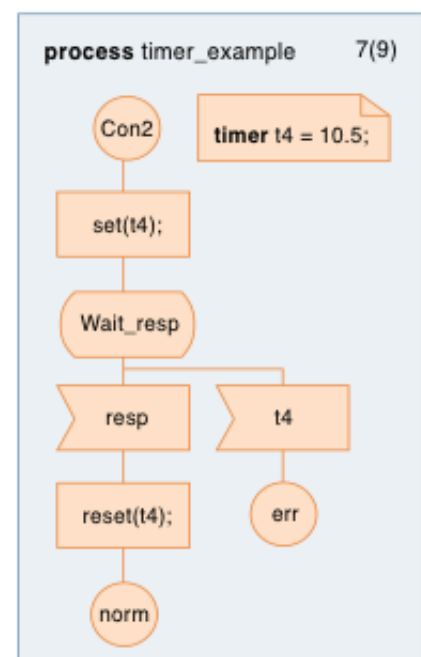 process timer_example 7(9)
Con2
timer t4 = 10.5;
set(t4);
Wait_resp
resp
t4
reset(t4);
err
norm